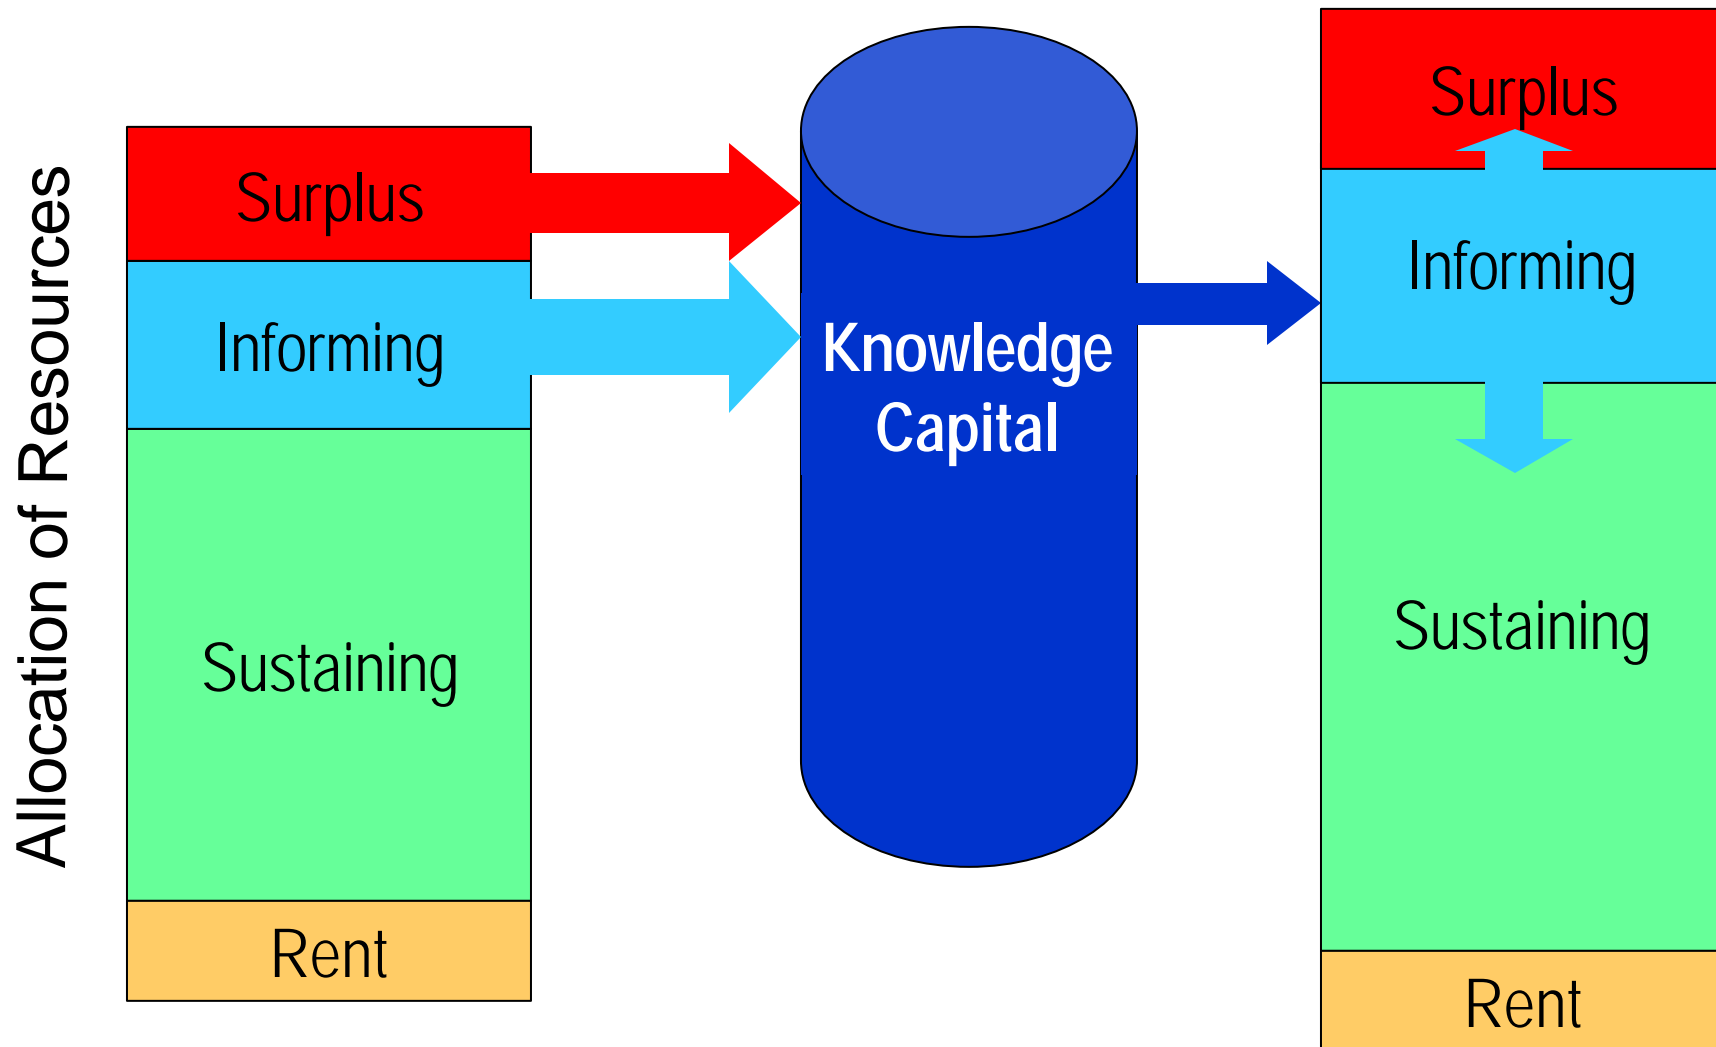 Allocation of Resources
Surplus
Informing
Sustaining
Rent
Knowledge
Capital
Surplus
Informing
Sustaining
Rent